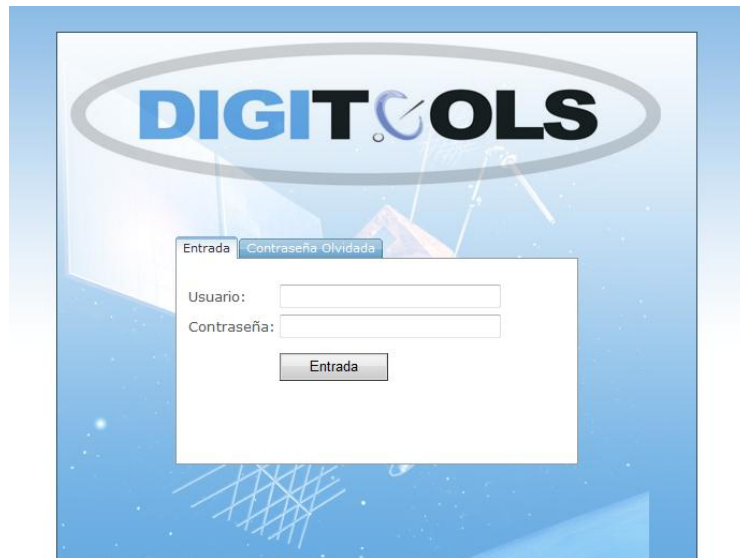 DIGITOOLS
Entrada Contraseña Olvidada
Usuario:
Contraseña:
Entrada